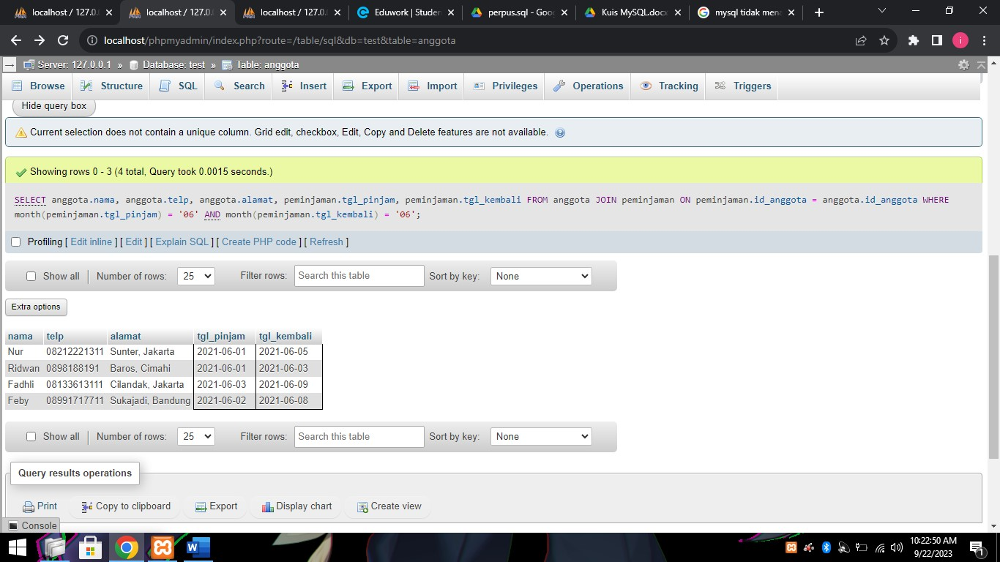 localhost / 127.0. localhost / 127.0. localhost / 127.0. Eduwork | Studen perpus.sql - Goog Kuis MySQL.docx mysql tidak mena
localhost/phpmyadmin/index.php?route=/table/sql&db=test&table=anggota
Server: 127.0.0.1 » Database: test » Table: anggota
Browse Structure SQL Search Insert Export Import Privileges Operations Tracking Triggers
Hide query box
Current selection does not contain a unique column. Grid edit, checkbox, Edit, Copy and Delete features are not available.
Showing rows 0 - 3 (4 total, Query took 0.0015 seconds.)
SELECT anggota.nama, anggota.telp, anggota.alamat, peminjaman.tgl_pinjam, peminjaman.tgl_kembali FROM anggota JOIN peminjaman ON peminjaman.id_anggota = anggota.id_anggota WHERE
month(peminjaman.tgl_pinjam) = '06' AND month(peminjaman.tgl_kembali) = '06';
Profiling [ Edit inline ] [ Edit ] [ Explain SQL ] [ Create PHP code ] [ Refresh ]
Show all | Number of rows: 25 Filter rows: Search this table Sort by key: None
Extra options
nama telp alamat tgl_pinjam tgl_kembali
Nur 08212221311 Sunter, Jakarta 2021-06-01 2021-06-05
Ridwan 0898188191 Baros, Cimahi 2021-06-01 2021-06-03
Fadhli 08133613111 Cilandak, Jakarta 2021-06-03 2021-06-09
Feby 08991717711 Sukajadi, Bandung 2021-06-02 2021-06-08
Show all | Number of rows: 25 Filter rows: Search this table Sort by key: None
Query results operations
Print Copy to clipboard Export Display chart Create view
Console
10:22:50 AM
9/22/2023